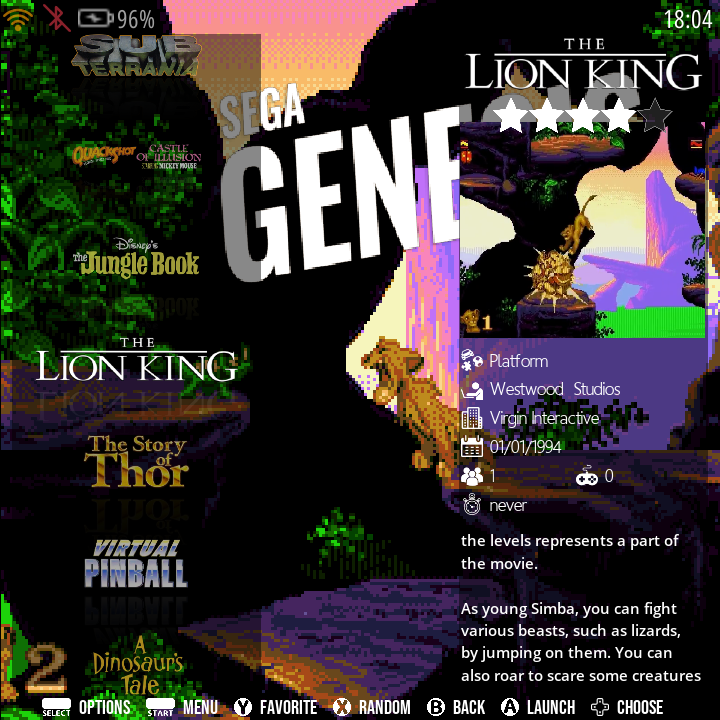 96%
18:04
SUB
TERRANIA
QUACKSHOT
CASTLE
OF ILLUSION
MICKEY MOUSE
Disney's
The Jungle Book
THE
LION KING
The Story
of
Thor
VIRTUAL
PINBALL
A
Dinosaur's
Tale
2
SEGA
GENESIS
THE
LION KING
1
Platform
Westwood Studios
Virgin Interactive
01/01/1994
1
0
never
the levels represents a part of
the movie.
As young Simba, you can fight
various beasts, such as lizards,
by jumping on them. You can
also roar to scare some creatures
SELECT OPTIONS START MENU Y FAVORITE X RANDOM B BACK A LAUNCH CHOOSE